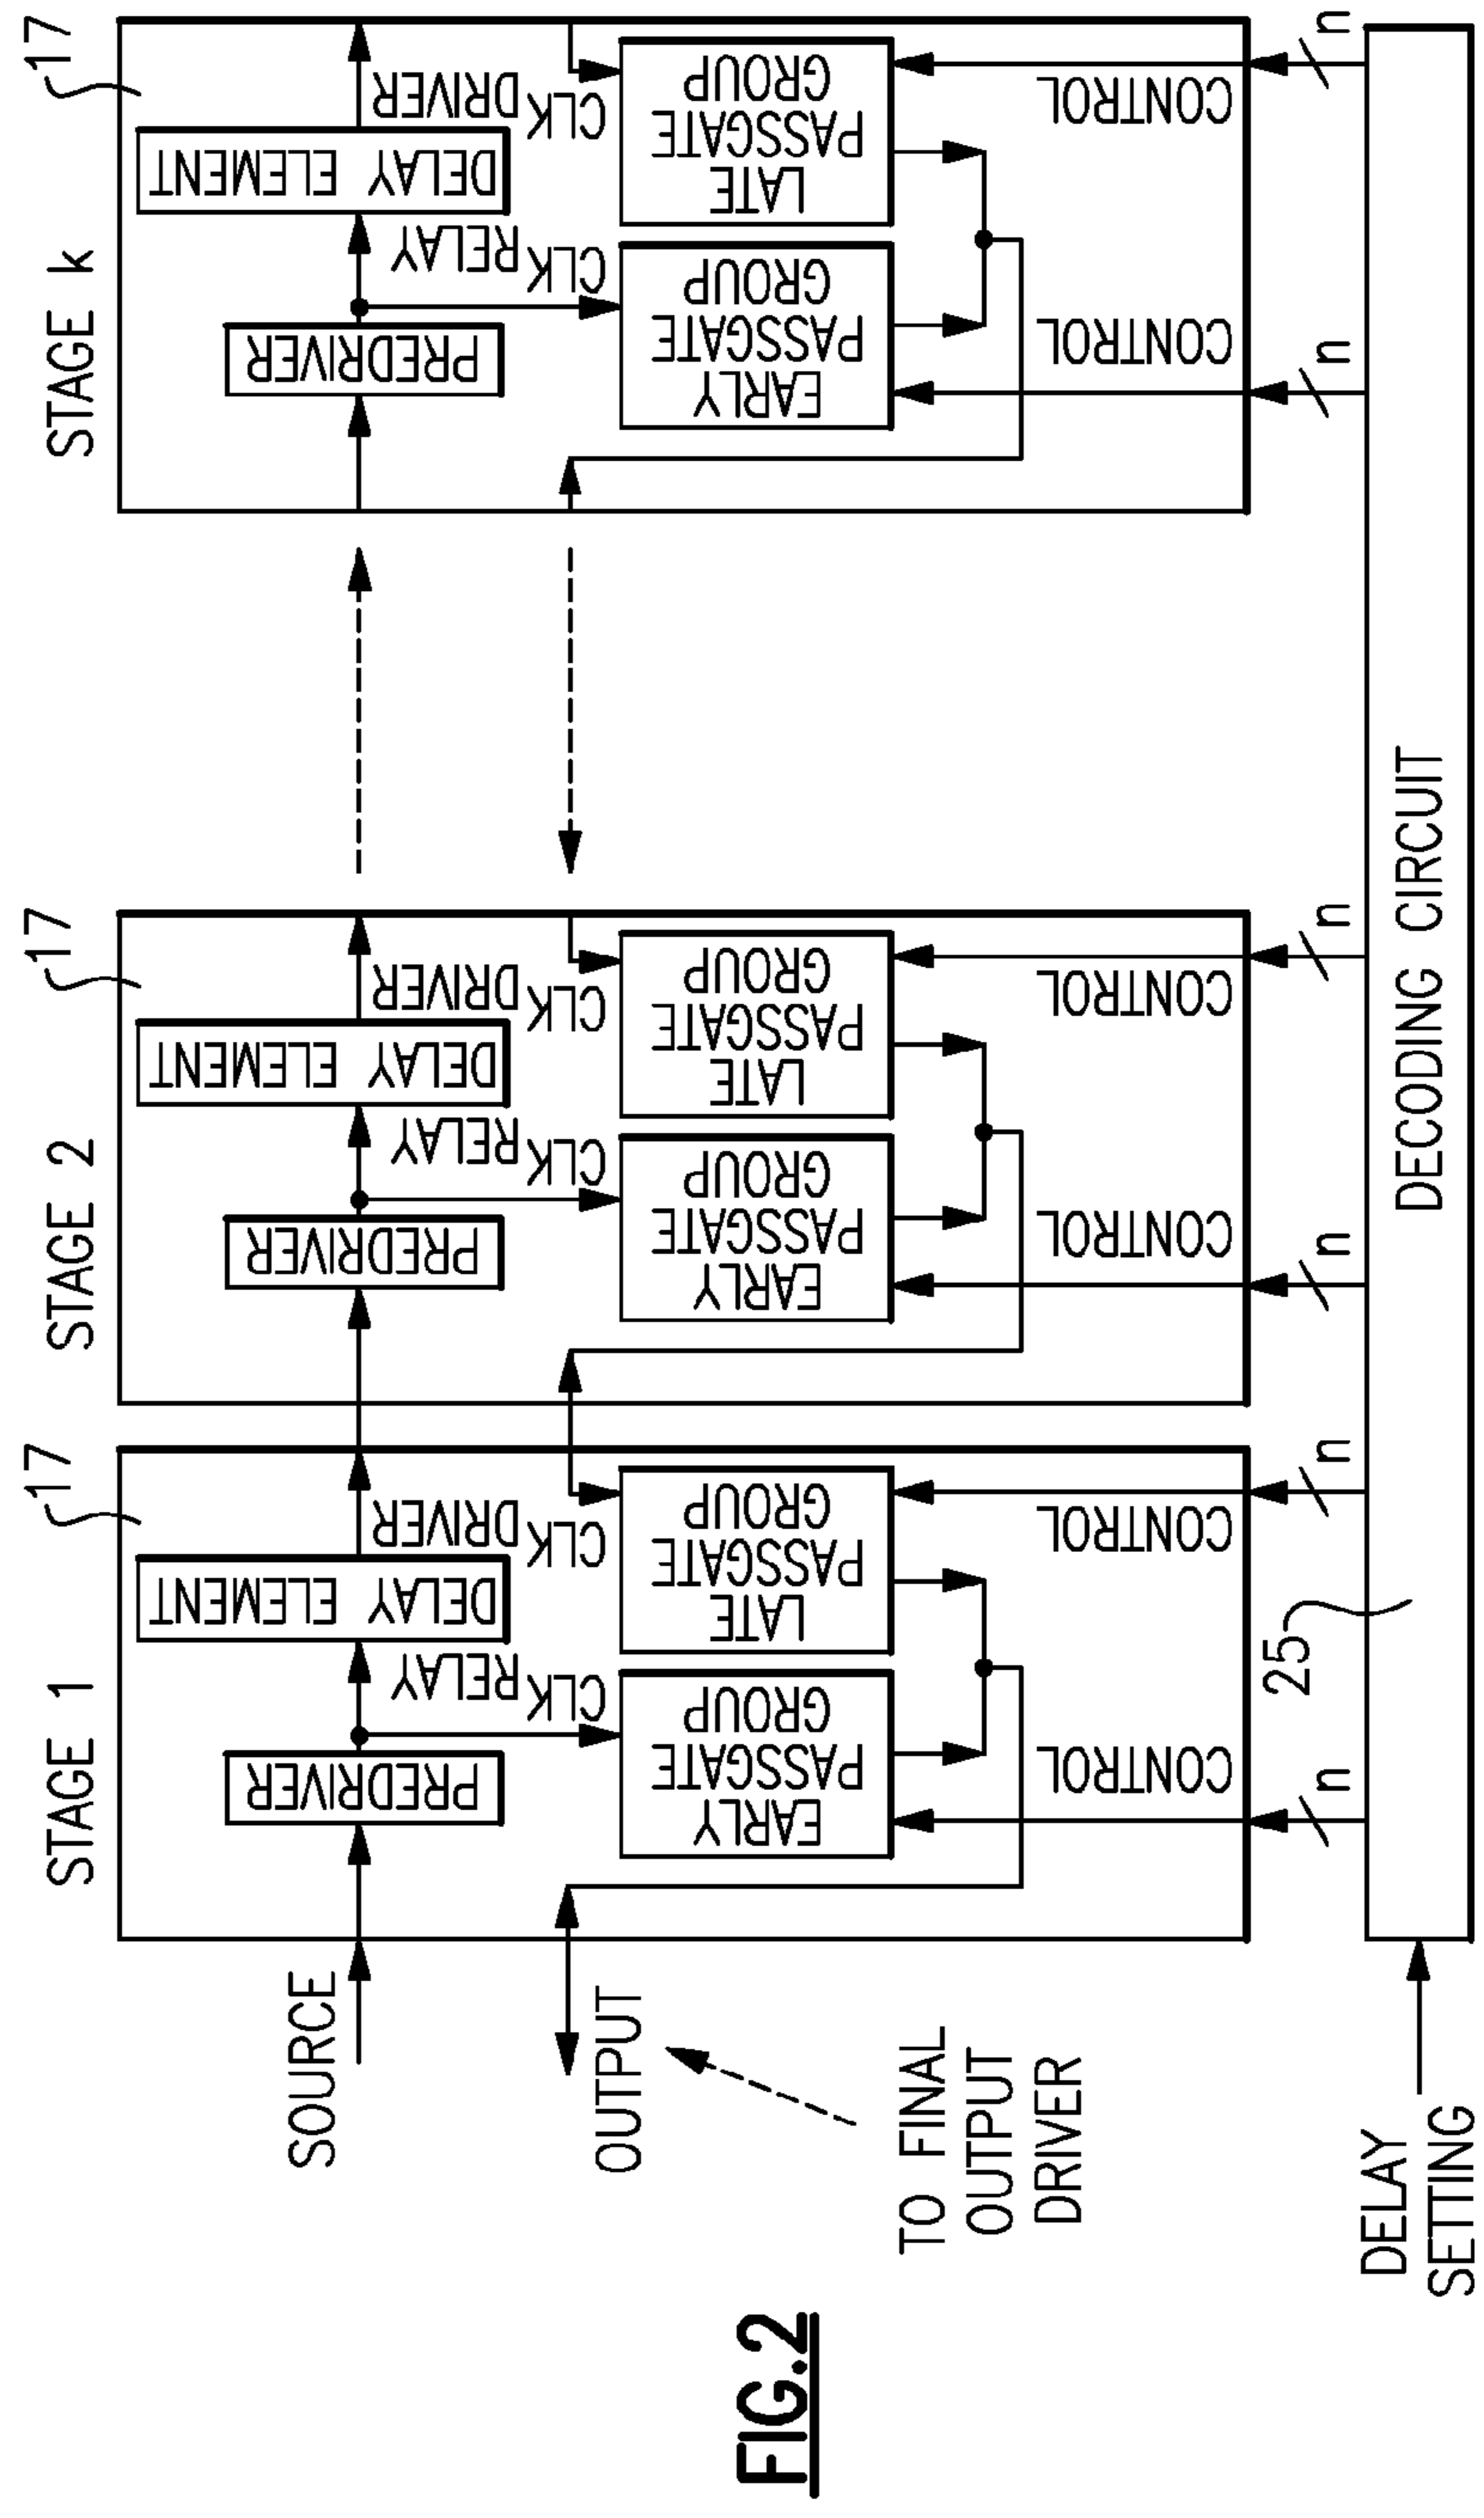 STAGE 1
17
STAGE 2
17
STAGE k
17
SOURCE
PREDRIVER
RELAY
DELAY ELEMENT
DRIVER
PREDRIVER
RELAY
DELAY ELEMENT
DRIVER
PREDRIVER
RELAY
DELAY ELEMENT
DRIVER
OUTPUT
CLK
CLK
CLK
CLK
CLK
CLK
EARLY
PASSGATE
GROUP
LATE
PASSGATE
GROUP
EARLY
PASSGATE
GROUP
LATE
PASSGATE
GROUP
EARLY
PASSGATE
GROUP
LATE
PASSGATE
GROUP
TO FINAL
OUTPUT
DRIVER
CONTROL
CONTROL
CONTROL
CONTROL
CONTROL
CONTROL
25
n
n
n
n
n
n
DELAY
SETTING
DECODING CIRCUIT
FIG.2